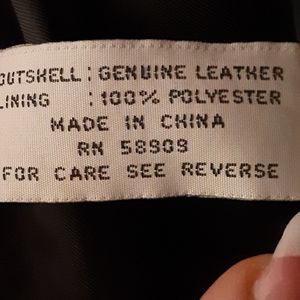 OUTSHELL : GENUINE LEATHER
LINING : 100% POLYESTER
MADE IN CHINA
RN 58909
FOR CARE SEE REVERSE